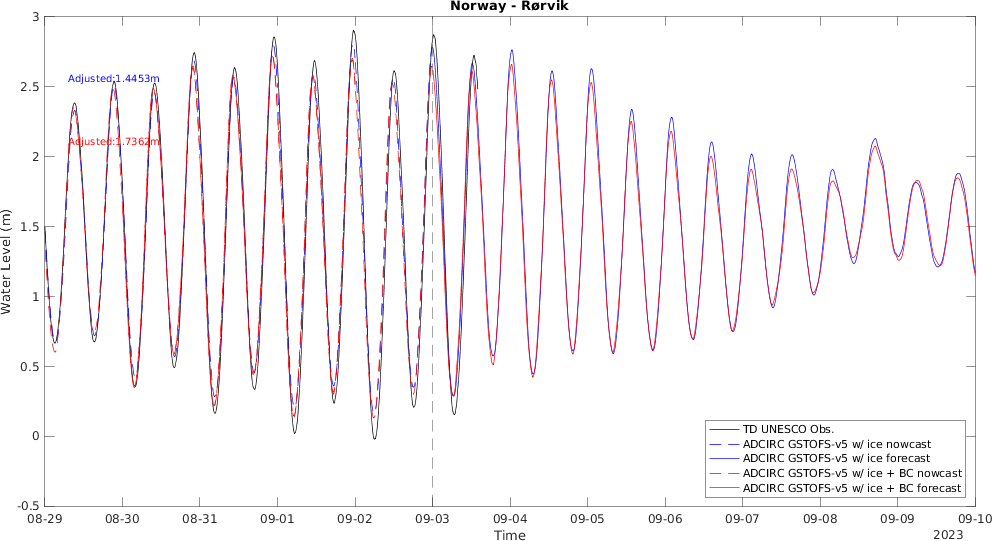 Norway - Rørvik
3
2.5
2
1.5
1
0.5
0
-0.5
Water Level (m)
Adjusted:1.4453m
Adjusted:1.7362m
TD UNESCO Obs.
ADCIRC GSTOFS-v5 w/ ice nowcast
ADCIRC GSTOFS-v5 w/ ice forecast
ADCIRC GSTOFS-v5 w/ ice + BC nowcast
ADCIRC GSTOFS-v5 w/ ice + BC forecast
08-29 08-30 08-31 09-01 09-02 09-03 09-04 09-05 09-06 09-07 09-08 09-09 09-10
Time
2023